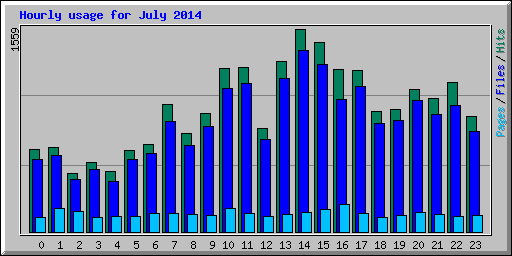 Hourly usage for July 2014
1559
Pages/Files/Hits
0 1 2 3 4 5 6 7 8 9 10 11 12 13 14 15 16 17 18 19 20 21 22 23